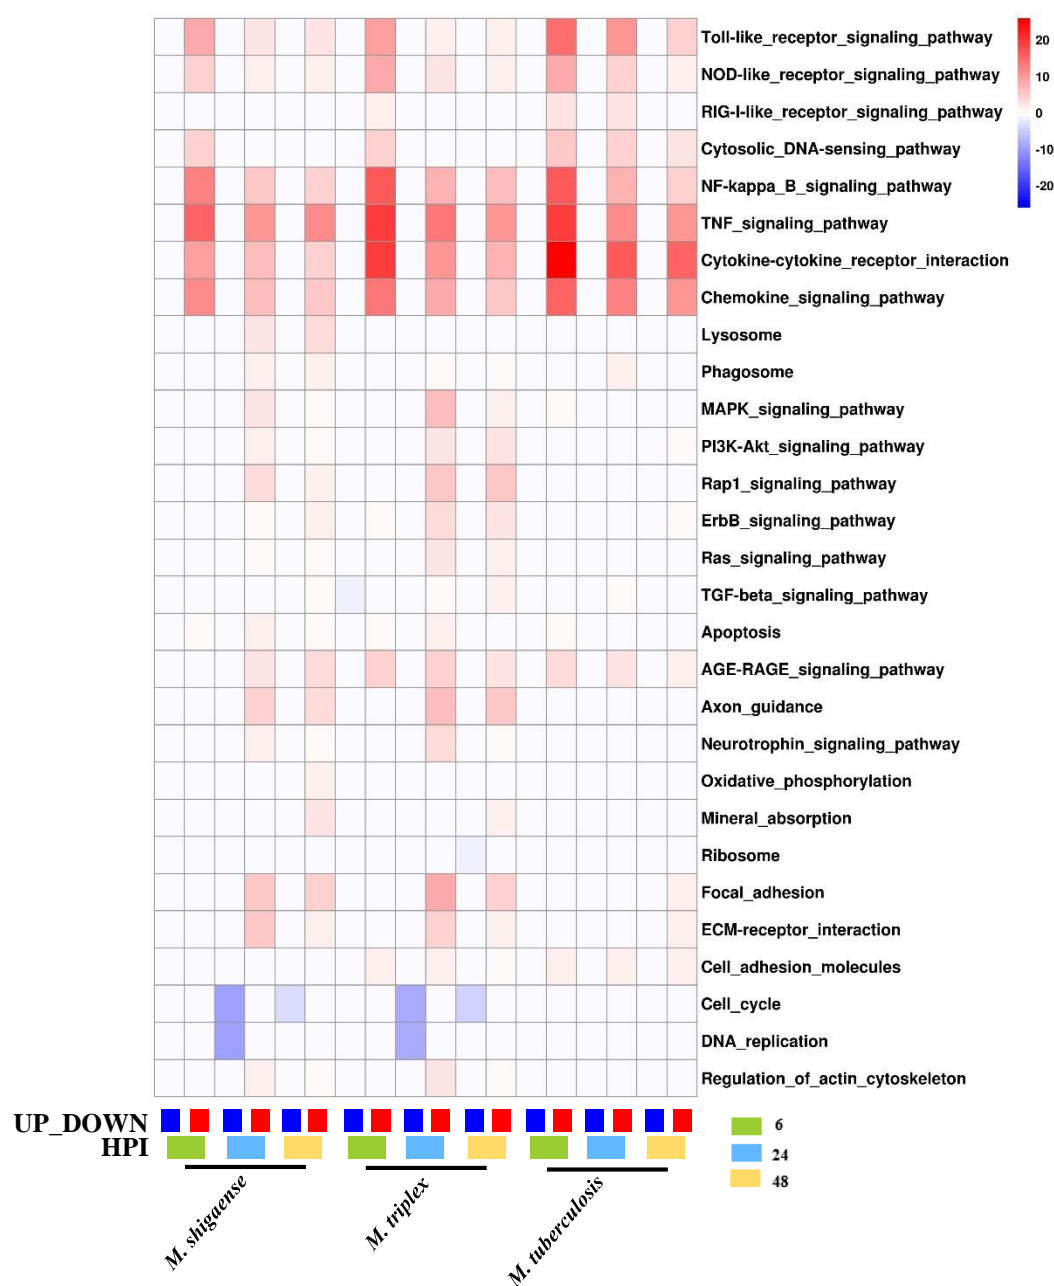 Toll-like_receptor_signaling_pathway
NOD-like_receptor_signaling_pathway
RIG-I-like_receptor_signaling_pathway
Cytosolic_DNA-sensing_pathway
NF-kappa_B_signaling_pathway
TNF_signaling_pathway
Cytokine-cytokine_receptor_interaction
Chemokine_signaling_pathway
Lysosome
Phagosome
MAPK_signaling_pathway
PI3K-Akt_signaling_pathway
Rap1_signaling_pathway
ErbB_signaling_pathway
Ras_signaling_pathway
TGF-beta_signaling_pathway
Apoptosis
AGE-RAGE_signaling_pathway
Axon_guidance
Neurotrophin_signaling_pathway
Oxidative_phosphorylation
Mineral_absorption
Ribosome
Focal_adhesion
ECM-receptor_interaction
Cell_adhesion_molecules
Cell_cycle
DNA_replication
Regulation_of_actin_cytoskeleton
20
10
0
-10
-20
UP_DOWN
HPI
6
24
48
M. shigaense
M. triplex
M. tuberculosis